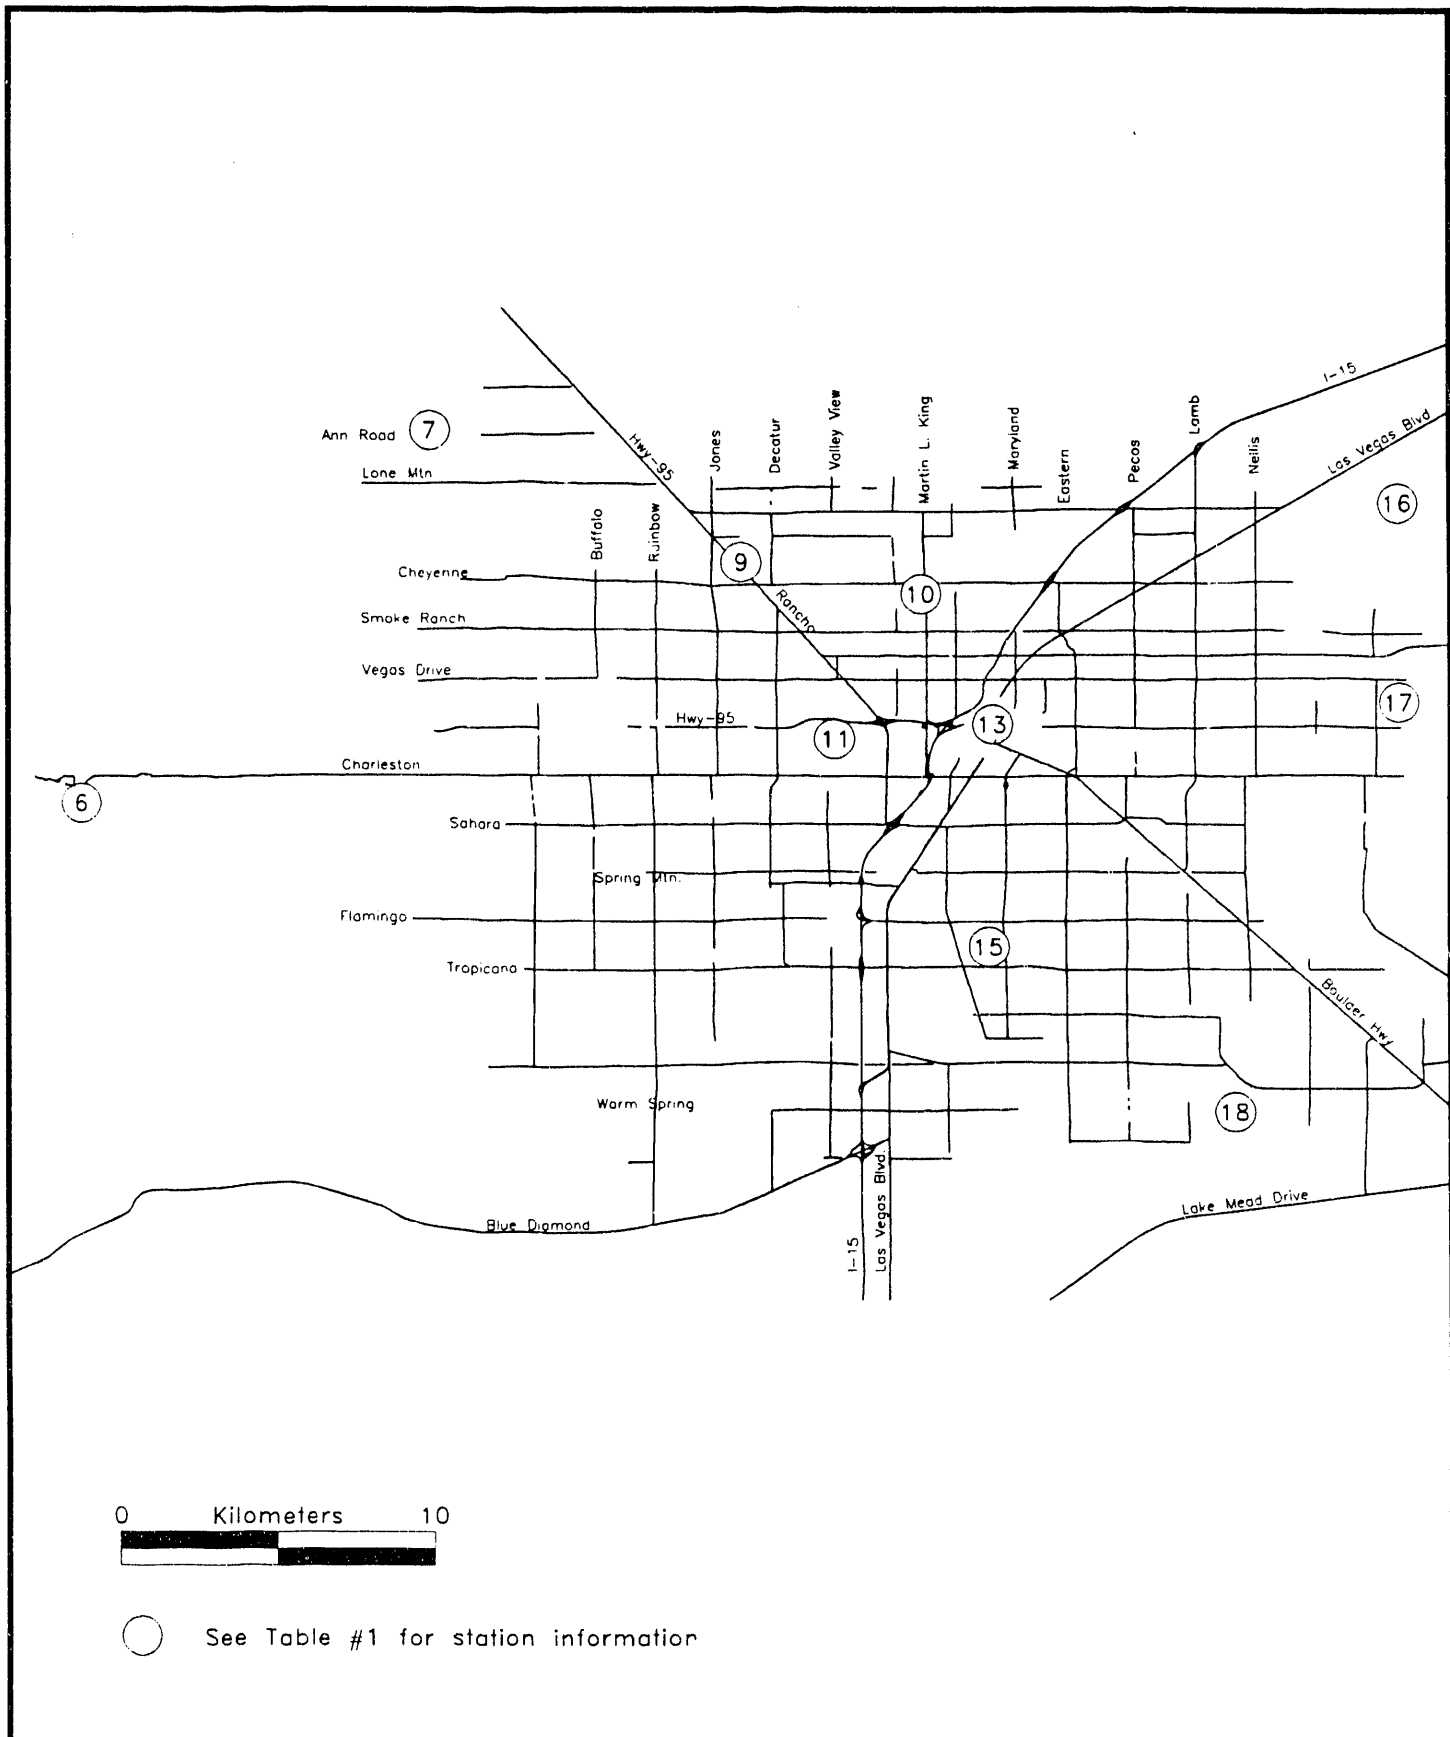 I-15
Las Vegas Blvd
Ann Road
7
Hwy-95
Lone Mtn
Jones
Decatur
Valley View
Martin L. King
Maryland
Eastern
Pecos
Lamb
Nellis
16
Buffalo
Rainbow
9
Cheyenne
10
Rancho
Smoke Ranch
Vegas Drive
17
Hwy-95
11
13
Charleston
6
Sahara
Spring Mtn.
Flamingo
15
Tropicana
Boulder Hwy
Warm Spring
18
Lake Mead Drive
Blue Diamond
I-15
Las Vegas Blvd.
0 Kilometers 10
See Table #1 for station information